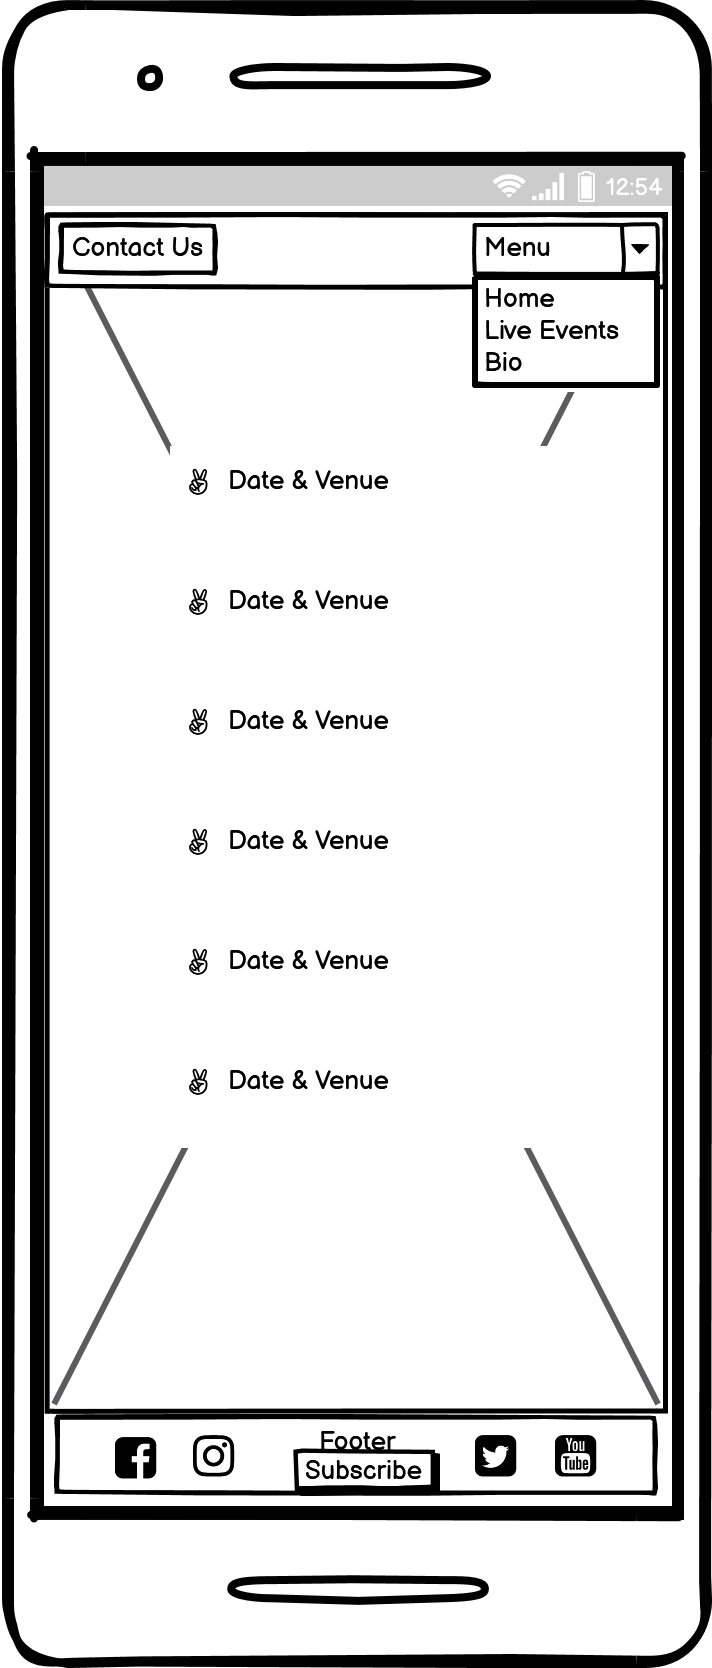 12:54
Contact Us
Menu
Home
Live Events
Bio
Date & Venue
Date & Venue
Date & Venue
Date & Venue
Date & Venue
Date & Venue
Footer
Subscribe
You
Tube